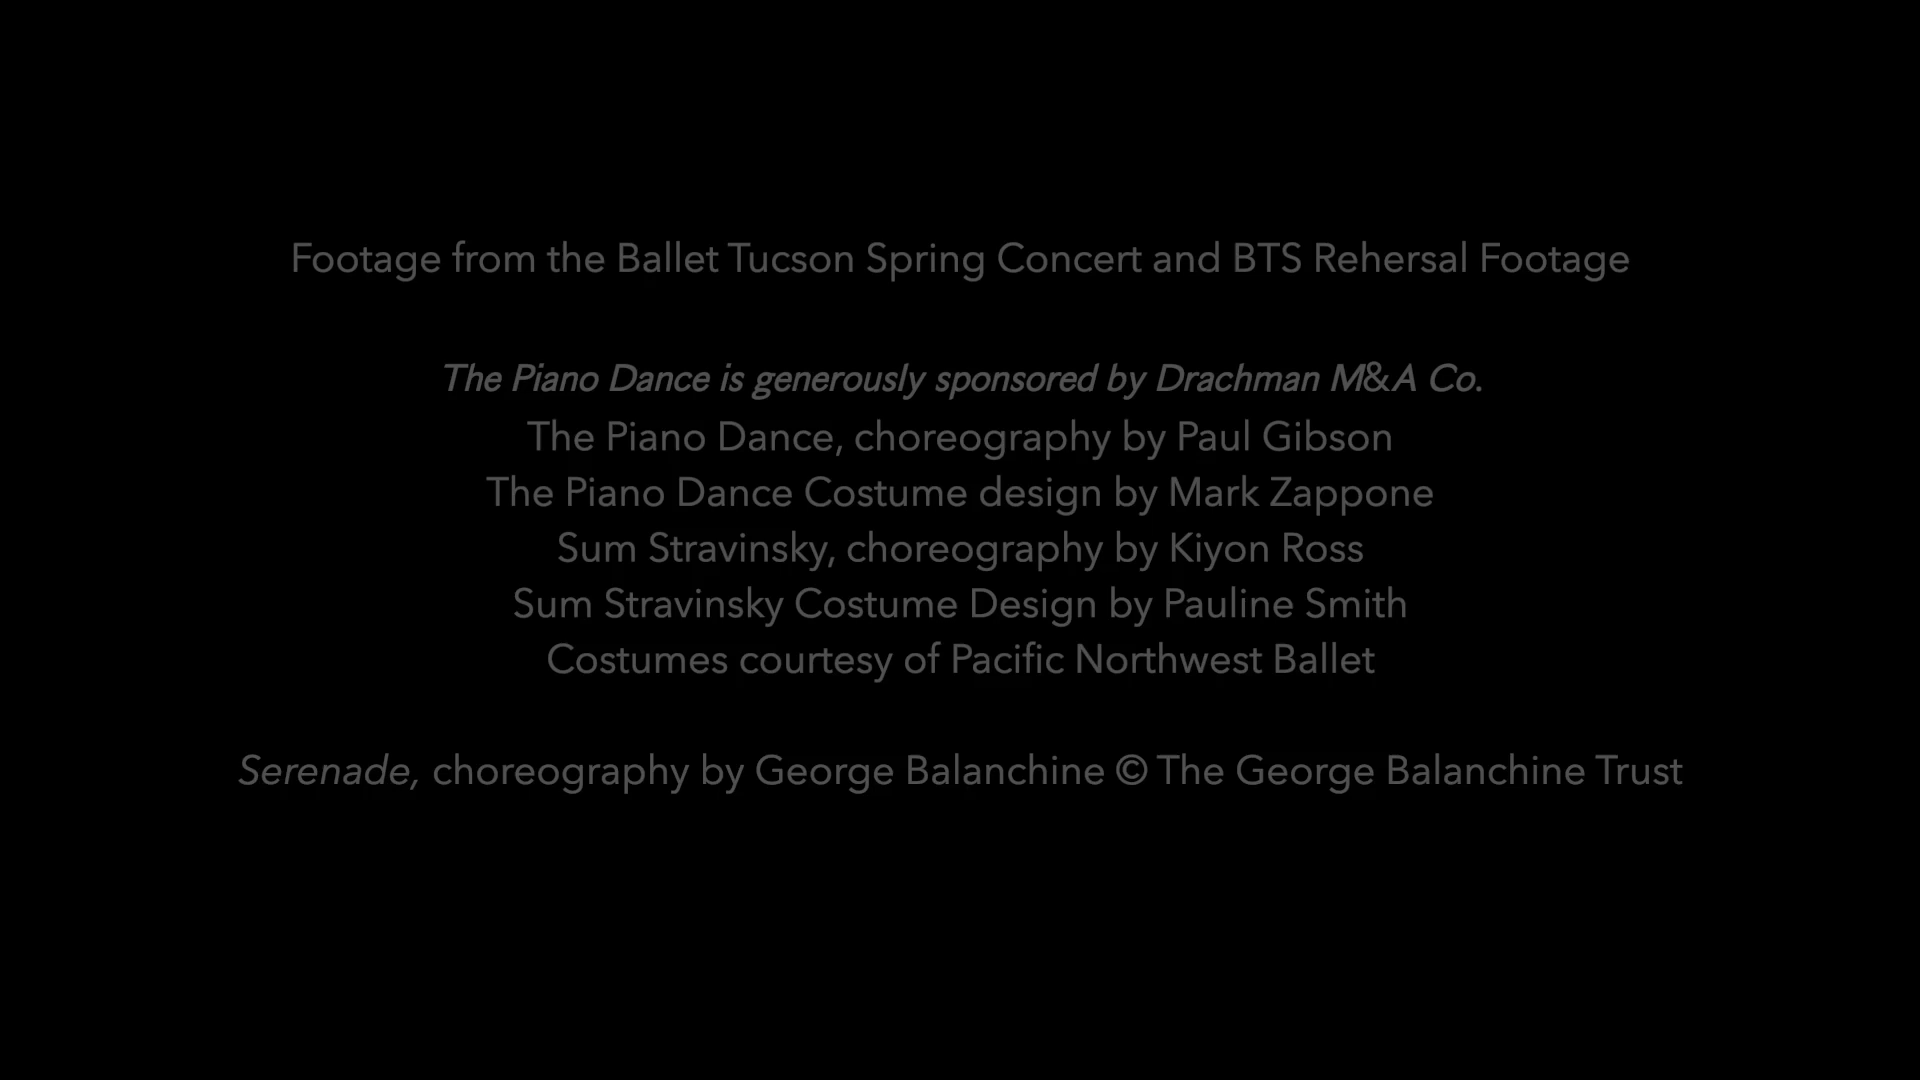 Footage from the Ballet Tucson Spring Concert and BTS Rehersal Footage
The Piano Dance is generously sponsored by Drachman M&A Co.
The Piano Dance, choreography by Paul Gibson
The Piano Dance Costume design by Mark Zappone
Sum Stravinsky, choreography by Kiyon Ross
Sum Stravinsky Costume Design by Pauline Smith
Costumes courtesy of Pacific Northwest Ballet
Serenade, choreography by George Balanchine © The George Balanchine Trust